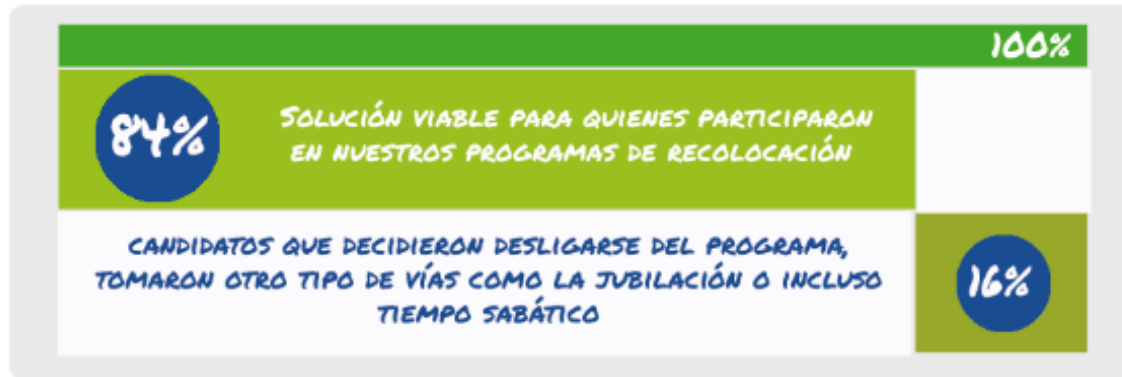 100%
84%
SOLUCIÓN VIABLE PARA QUIENES PARTICIPARON
EN NUESTROS PROGRAMAS DE RECOLOCACIÓN
CANDIDATOS QUE DECIDIERON DESLIGARSE DEL PROGRAMA,
TOMARON OTRO TIPO DE VÍAS COMO LA JUBILACIÓN O INCLUSO
TIEMPO SABÁTICO
16%